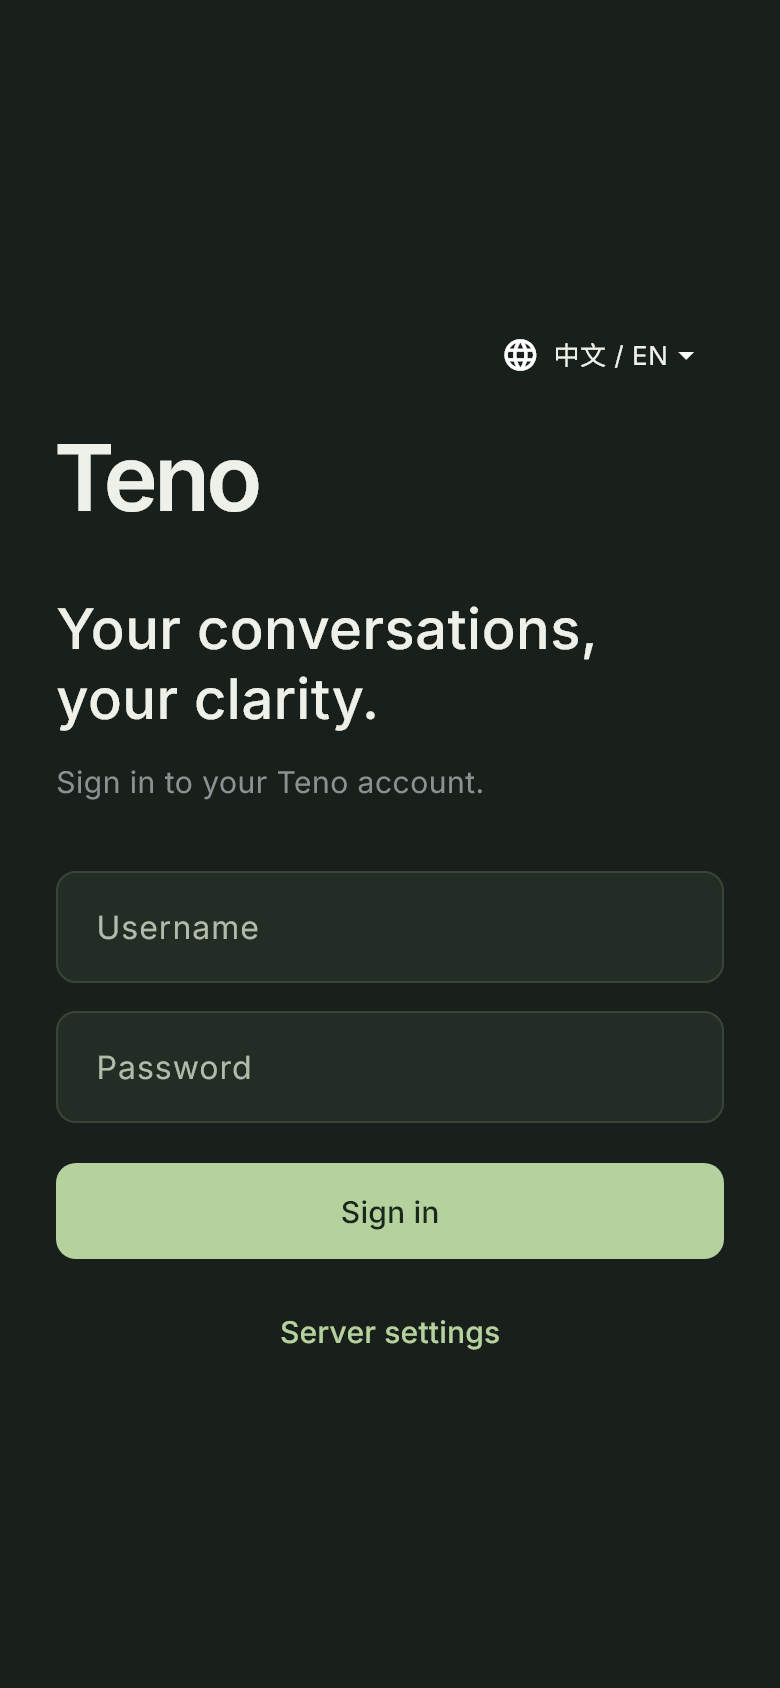 中文 / EN
Teno
Your conversations,
your clarity.
Sign in to your Teno account.
Username
Password
Sign in
Server settings